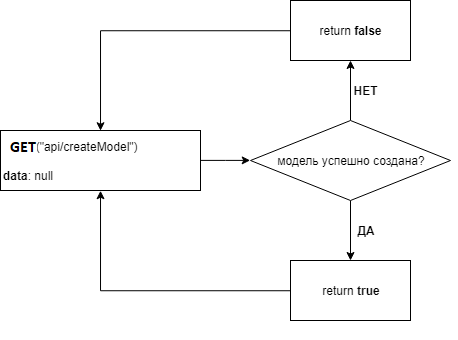 return false
НЕТ
GET("api/createModel")
data: null
модель успешно создана?
ДА
return true